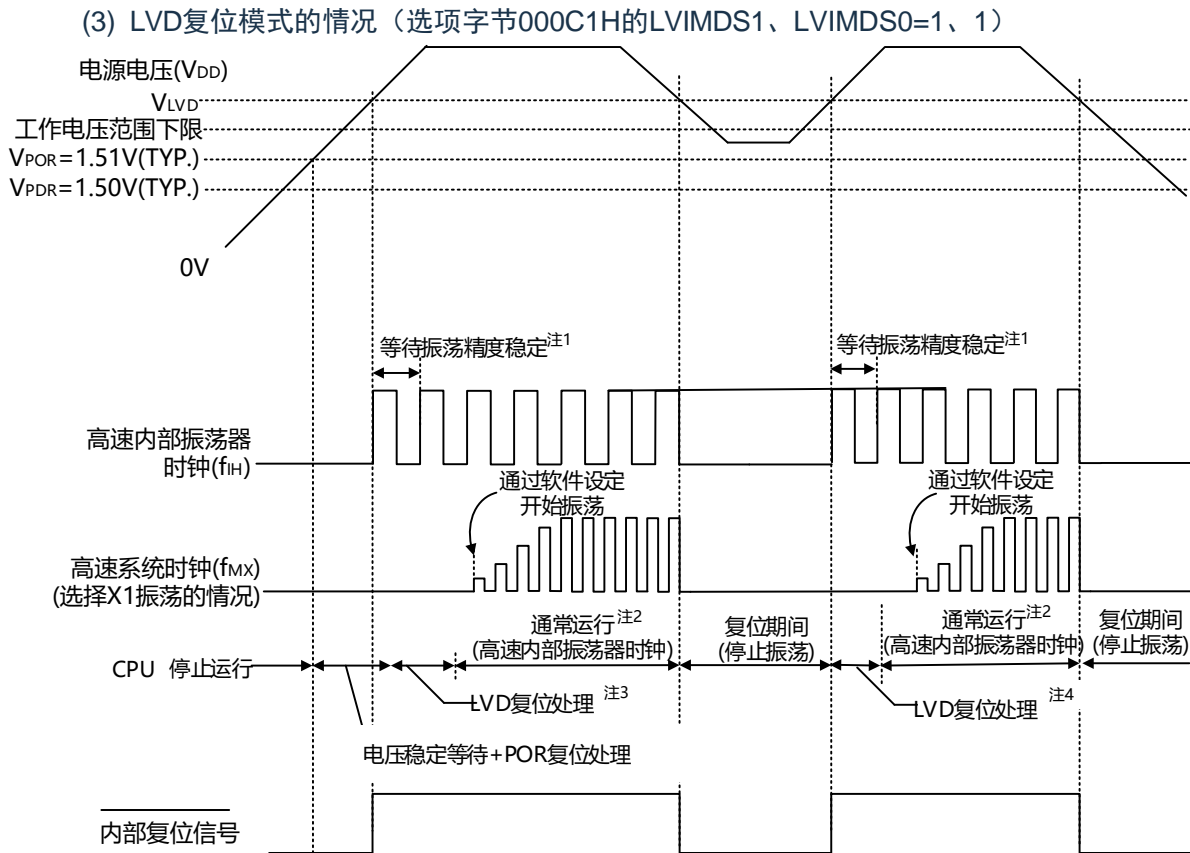 (3) LVD复位模式的情况（选项字节000C1H的LVIMDS1、LVIMDS0=1、1）
电源电压(VDD)
VLVD
工作电压范围下限
VPOR=1.51V(TYP.)
VPDR=1.50V(TYP.)
0V
等待振荡精度稳定注1
等待振荡精度稳定注1
高速内部振荡器
时钟(fIH)
通过软件设定
开始振荡
通过软件设定
开始振荡
高速系统时钟(fMX)
(选择X1振荡的情况)
通常运行注2
(高速内部振荡器时钟)
复位期间
(停止振荡)
通常运行注2
(高速内部振荡器时钟)
复位期间
(停止振荡)
CPU 停止运行
LVD复位处理 注3
LVD复位处理 注4
电压稳定等待+POR复位处理
内部复位信号